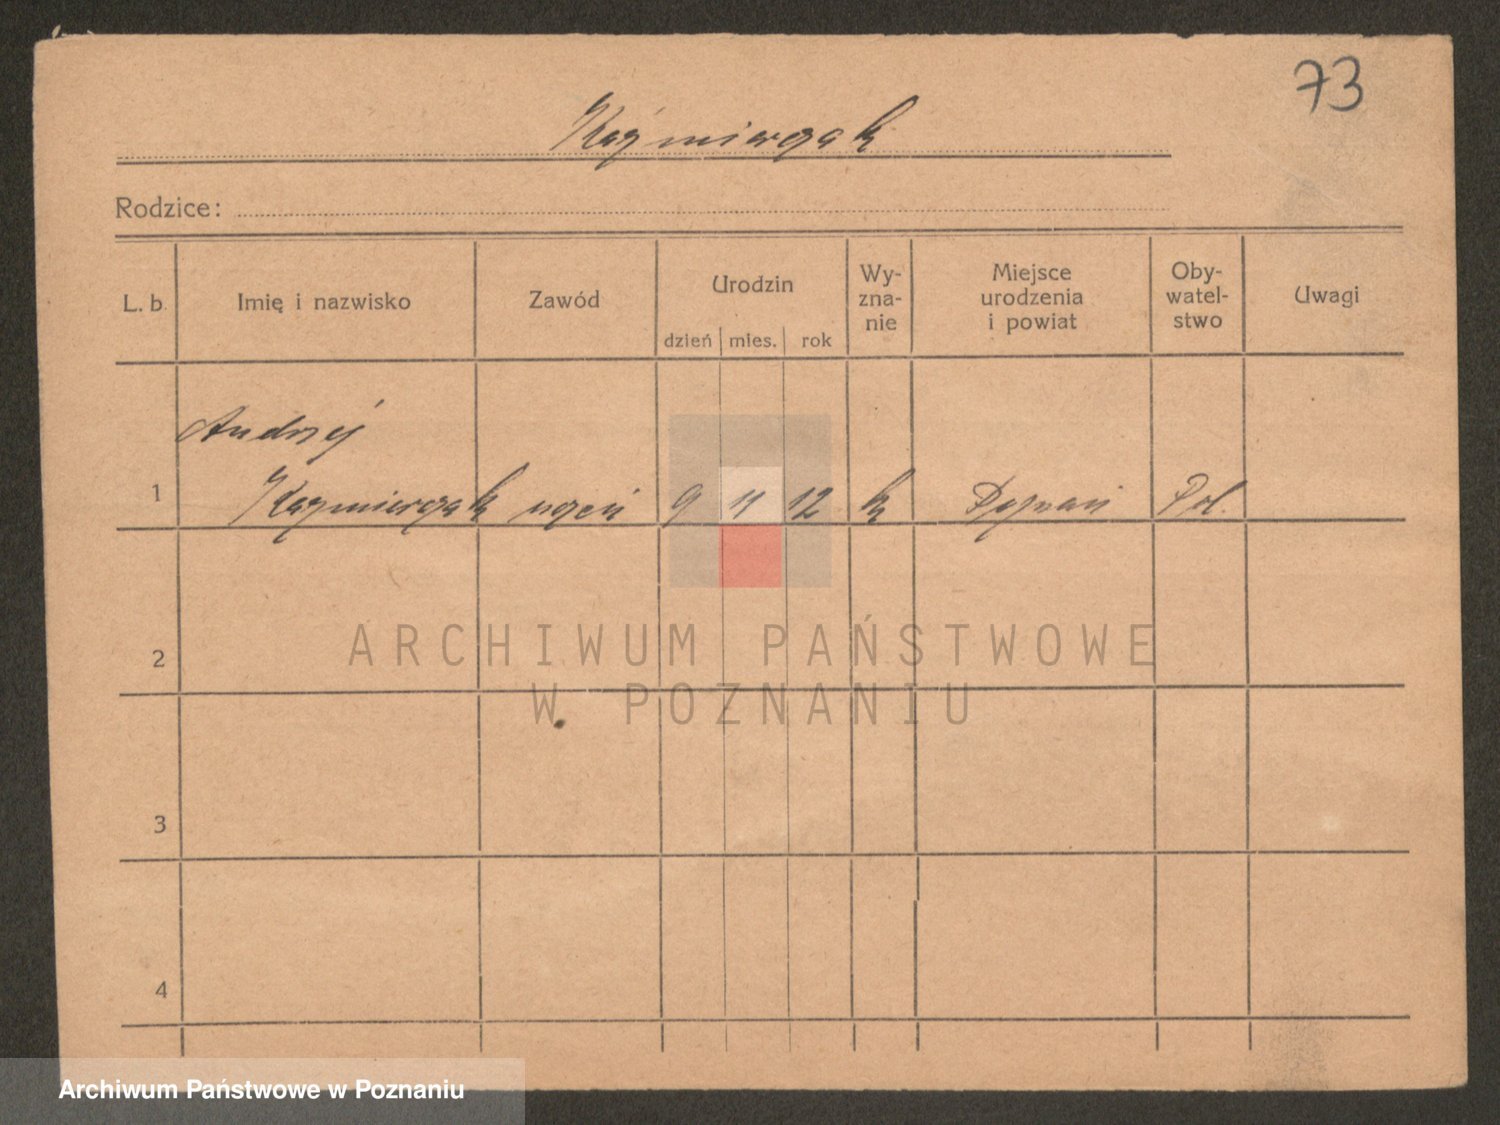 73
Kaźmierczak
Rodzice:
L. b. Imię i nazwisko Zawód Urodzin dzień mies. rok Wy-zna-nie Miejsce urodzenia i powiat Oby-watel-stwo Uwagi
Andrzej
1 Kaźmierczak uczeń 9 11 12 k Poznań Pol.
2
ARCHIWUM PAŃSTWOWE
W POZNANIU
3
4
Archiwum Państwowe w Poznaniu